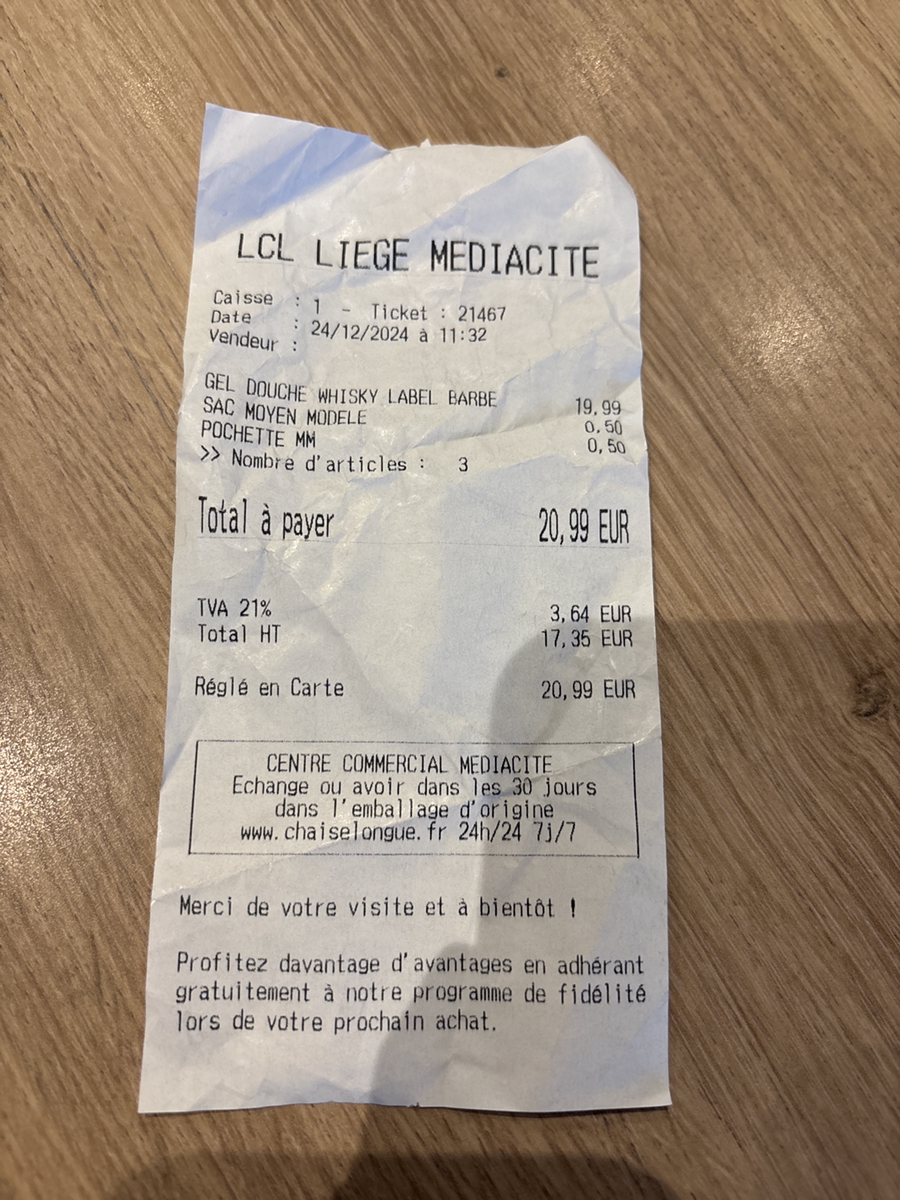 LCL LIEGE MEDIACITE
Caisse : 1 - Ticket : 21467
Date : 24/12/2024 à 11:32
Vendeur :
GEL DOUCHE WHISKY LABEL BARBE 19,99
SAC MOYEN MODELE 0,50
POCHETTE MM 0,50
>> Nombre d'articles : 3
Total à payer 20,99 EUR
TVA 21% 3,64 EUR
Total HT 17,35 EUR
Réglé en Carte 20,99 EUR
CENTRE COMMERCIAL MEDIACITE
Echange ou avoir dans les 30 jours
dans l'emballage d'origine
www.chaiselongue.fr 24h/24 7j/7
Merci de votre visite et à bientôt !
Profitez davantage d'avantages en adhérant
gratuitement à notre programme de fidélité
lors de votre prochain achat.